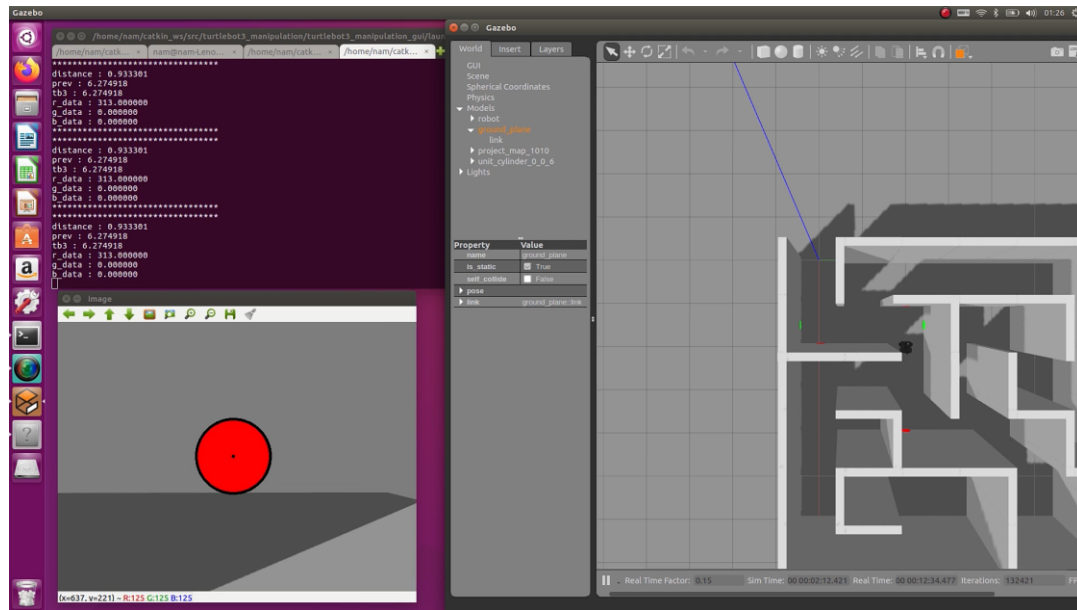 Gazebo
01:26
/home/nam/catkin_ws/src/turtlebot3_manipulation/turtlebot3_manipulation_gui/lau
/home/nam/catk... × nam@nam-Leno... × /home/nam/catk... × /home/nam/catk... ×
*********************************
distance : 0.933301
prev : 6.274918
tb3 : 6.274918
r_data : 313.000000
g_data : 0.000000
b_data : 0.000000
*********************************
*********************************
distance : 0.933301
prev : 6.274918
tb3 : 6.274918
r_data : 313.000000
g_data : 0.000000
b_data : 0.000000
*********************************
*********************************
distance : 0.933301
prev : 6.274918
tb3 : 6.274918
r_data : 313.000000
g_data : 0.000000
b_data : 0.000000
Image
(x=637, y=221) ~ R:125 G:125 B:125
Gazebo
World Insert Layers
GUI
Scene
Spherical Coordinates
Physics
Models
robot
ground_plane
link
project_map_1010
unit_cylinder_0_0_6
Lights
Property Value
name ground_plane
is_static True
self_collide False
pose
link ground_plane::link
Real Time Factor: 0.15 Sim Time: 00 00:02:12.421 Real Time: 00 00:12:34.477 Iterations: 132421 FP